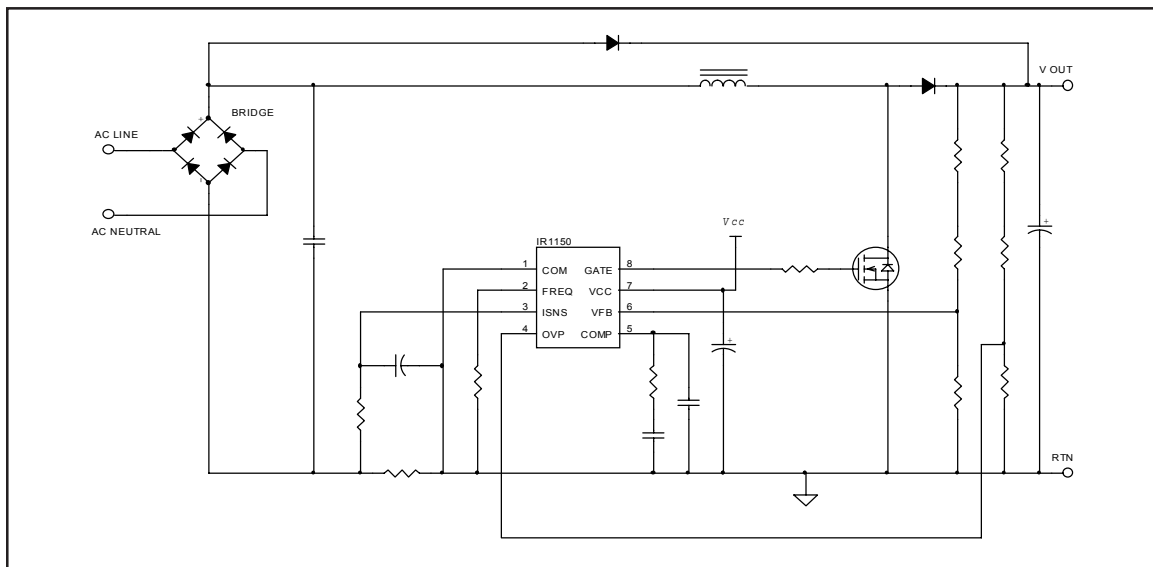 V OUT
BRIDGE
+
AC LINE
-
AC NEUTRAL
Vcc
+
IR1150
1 COM GATE 8
2 FREQ VCC 7
3 ISNS VFB 6
4 OVP COMP 5
+
RTN